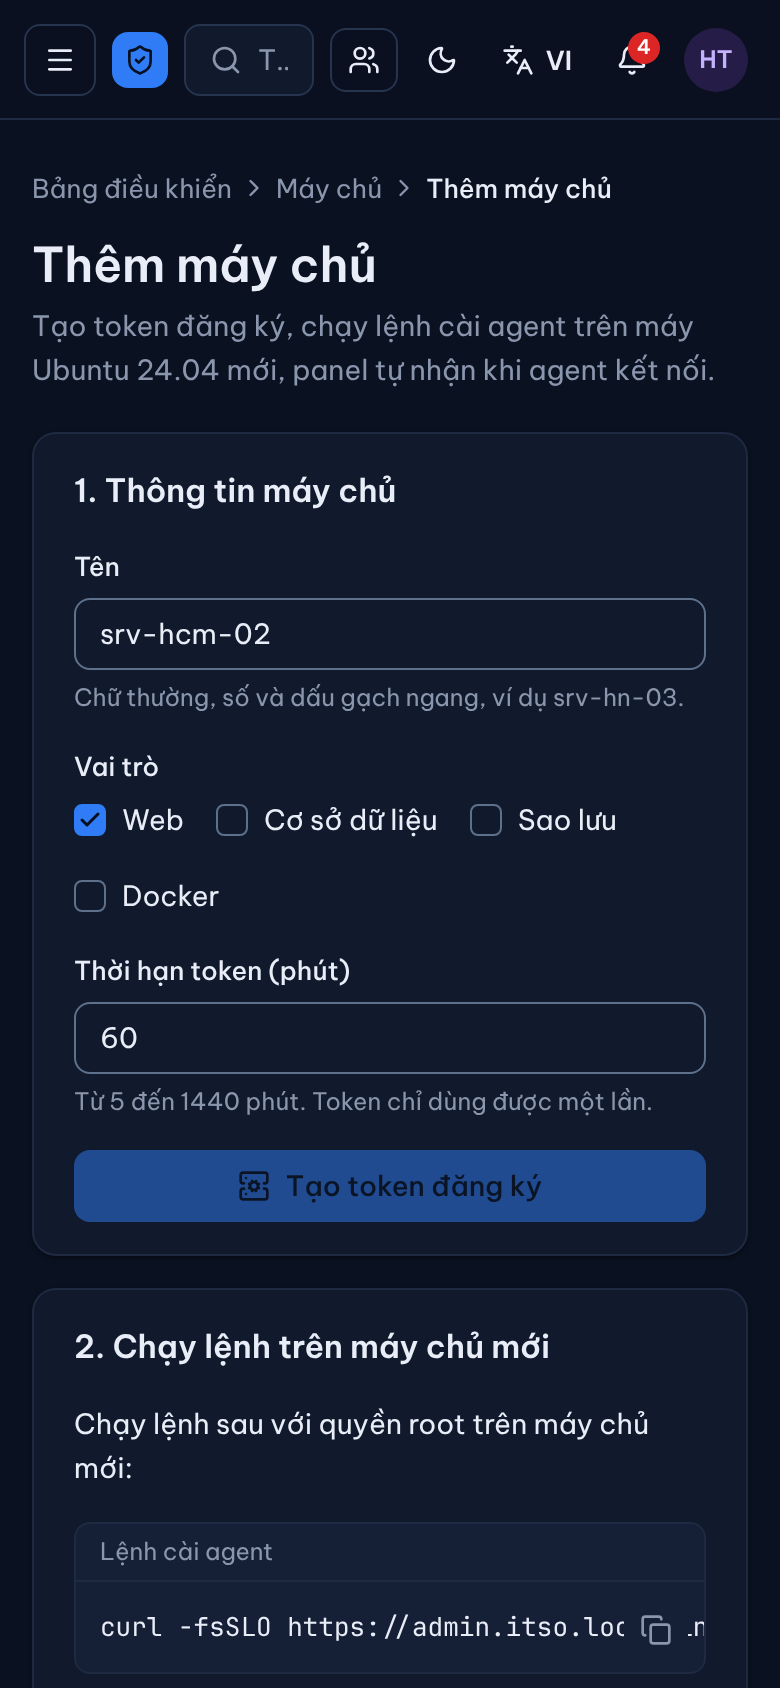 T..
VI
4
HT
Bảng điều khiển > Máy chủ > Thêm máy chủ
Thêm máy chủ
Tạo token đăng ký, chạy lệnh cài agent trên máy
Ubuntu 24.04 mới, panel tự nhận khi agent kết nối.
1. Thông tin máy chủ
Tên
srv-hcm-02
Chữ thường, số và dấu gạch ngang, ví dụ srv-hn-03.
Vai trò
Web
Cơ sở dữ liệu
Sao lưu
Docker
Thời hạn token (phút)
60
Từ 5 đến 1440 phút. Token chỉ dùng được một lần.
Tạo token đăng ký
2. Chạy lệnh trên máy chủ mới
Chạy lệnh sau với quyền root trên máy chủ
mới:
Lệnh cài agent
curl -fsSLO https://admin.itso.loc